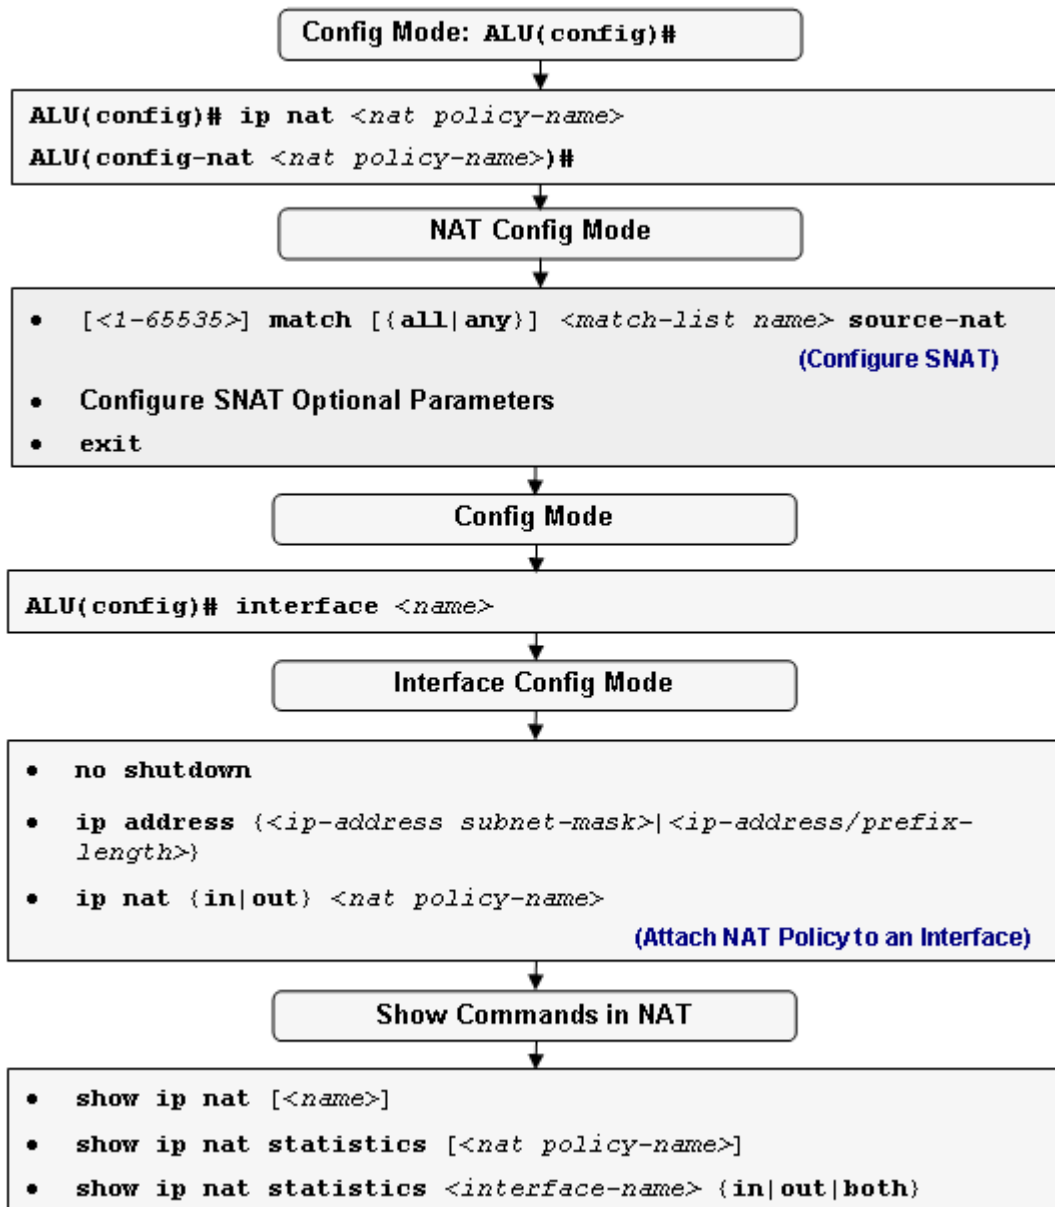 Config Mode: ALU(config)#
ALU(config)# ip nat <nat policy-name>
ALU(config-nat <nat policy-name>)#
NAT Config Mode
• [<1-65535>] match [{all|any}] <match-list name> source-nat
(Configure SNAT)
• Configure SNAT Optional Parameters
• exit
Config Mode
ALU(config)# interface <name>
Interface Config Mode
• no shutdown
• ip address {<ip-address subnet-mask>|<ip-address/prefix-
length>}
• ip nat {in|out} <nat policy-name>
(Attach NAT Policy to an Interface)
Show Commands in NAT
• show ip nat [<name>]
• show ip nat statistics [<nat policy-name>]
• show ip nat statistics <interface-name> {in|out|both}